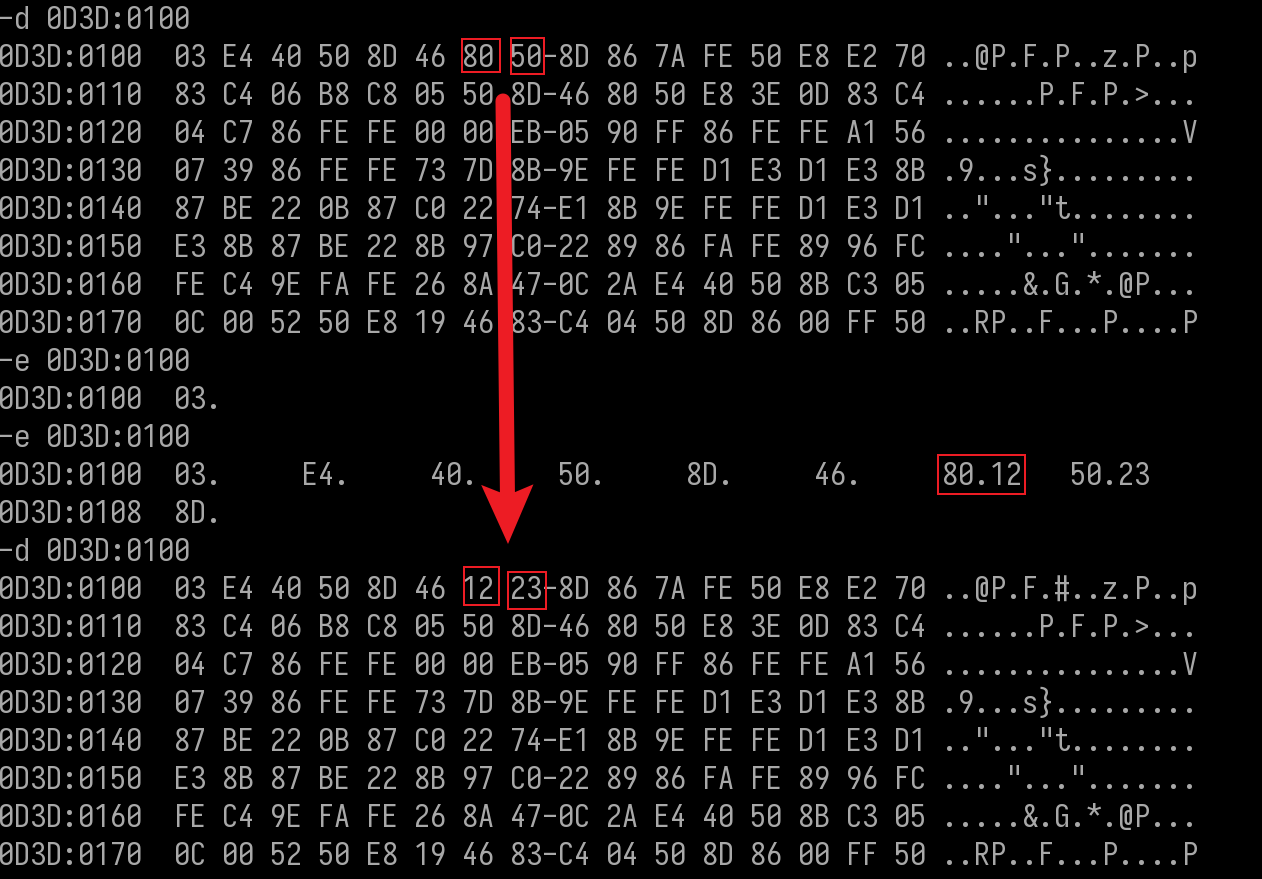 -d 0D3D:0100
0D3D:0100  03 E4 40 50 8D 46 80 50-8D 86 7A FE 50 E8 E2 70 ..@P.F.P..z.P..p
0D3D:0110  83 C4 06 B8 C8 05 50 8D-46 80 50 E8 3E 0D 83 C4 ......P.F.P.>...
0D3D:0120  04 C7 86 FE FE 00 00 EB-05 90 FF 86 FE FE A1 56 ...............V
0D3D:0130  07 39 86 FE FE 73 7D 8B-9E FE FE D1 E3 D1 E3 8B .9...s}.........
0D3D:0140  87 BE 22 0B 87 C0 22 74-E1 8B 9E FE FE D1 E3 D1 .."..."t........
0D3D:0150  E3 8B 87 BE 22 8B 97 C0-22 89 86 FA FE 89 96 FC ...."...".......
0D3D:0160  FE C4 9E FA FE 26 8A 47-0C 2A E4 40 50 8B C3 05 .....&.G.*.@P...
0D3D:0170  0C 00 52 50 E8 19 46 83-C4 04 50 8D 86 00 FF 50 ..RP..F...P....P
-e 0D3D:0100
0D3D:0100  03.
-e 0D3D:0100
0D3D:0100  03.     E4.     40.     50.     8D.     46.     80.12   50.23
0D3D:0108  8D.
-d 0D3D:0100
0D3D:0100  03 E4 40 50 8D 46 12 23-8D 86 7A FE 50 E8 E2 70 ..@P.F.#..z.P..p
0D3D:0110  83 C4 06 B8 C8 05 50 8D-46 80 50 E8 3E 0D 83 C4 ......P.F.P.>...
0D3D:0120  04 C7 86 FE FE 00 00 EB-05 90 FF 86 FE FE A1 56 ...............V
0D3D:0130  07 39 86 FE FE 73 7D 8B-9E FE FE D1 E3 D1 E3 8B .9...s}.........
0D3D:0140  87 BE 22 0B 87 C0 22 74-E1 8B 9E FE FE D1 E3 D1 .."..."t........
0D3D:0150  E3 8B 87 BE 22 8B 97 C0-22 89 86 FA FE 89 96 FC ...."...".......
0D3D:0160  FE C4 9E FA FE 26 8A 47-0C 2A E4 40 50 8B C3 05 .....&.G.*.@P...
0D3D:0170  0C 00 52 50 E8 19 46 83-C4 04 50 8D 86 00 FF 50 ..RP..F...P....P